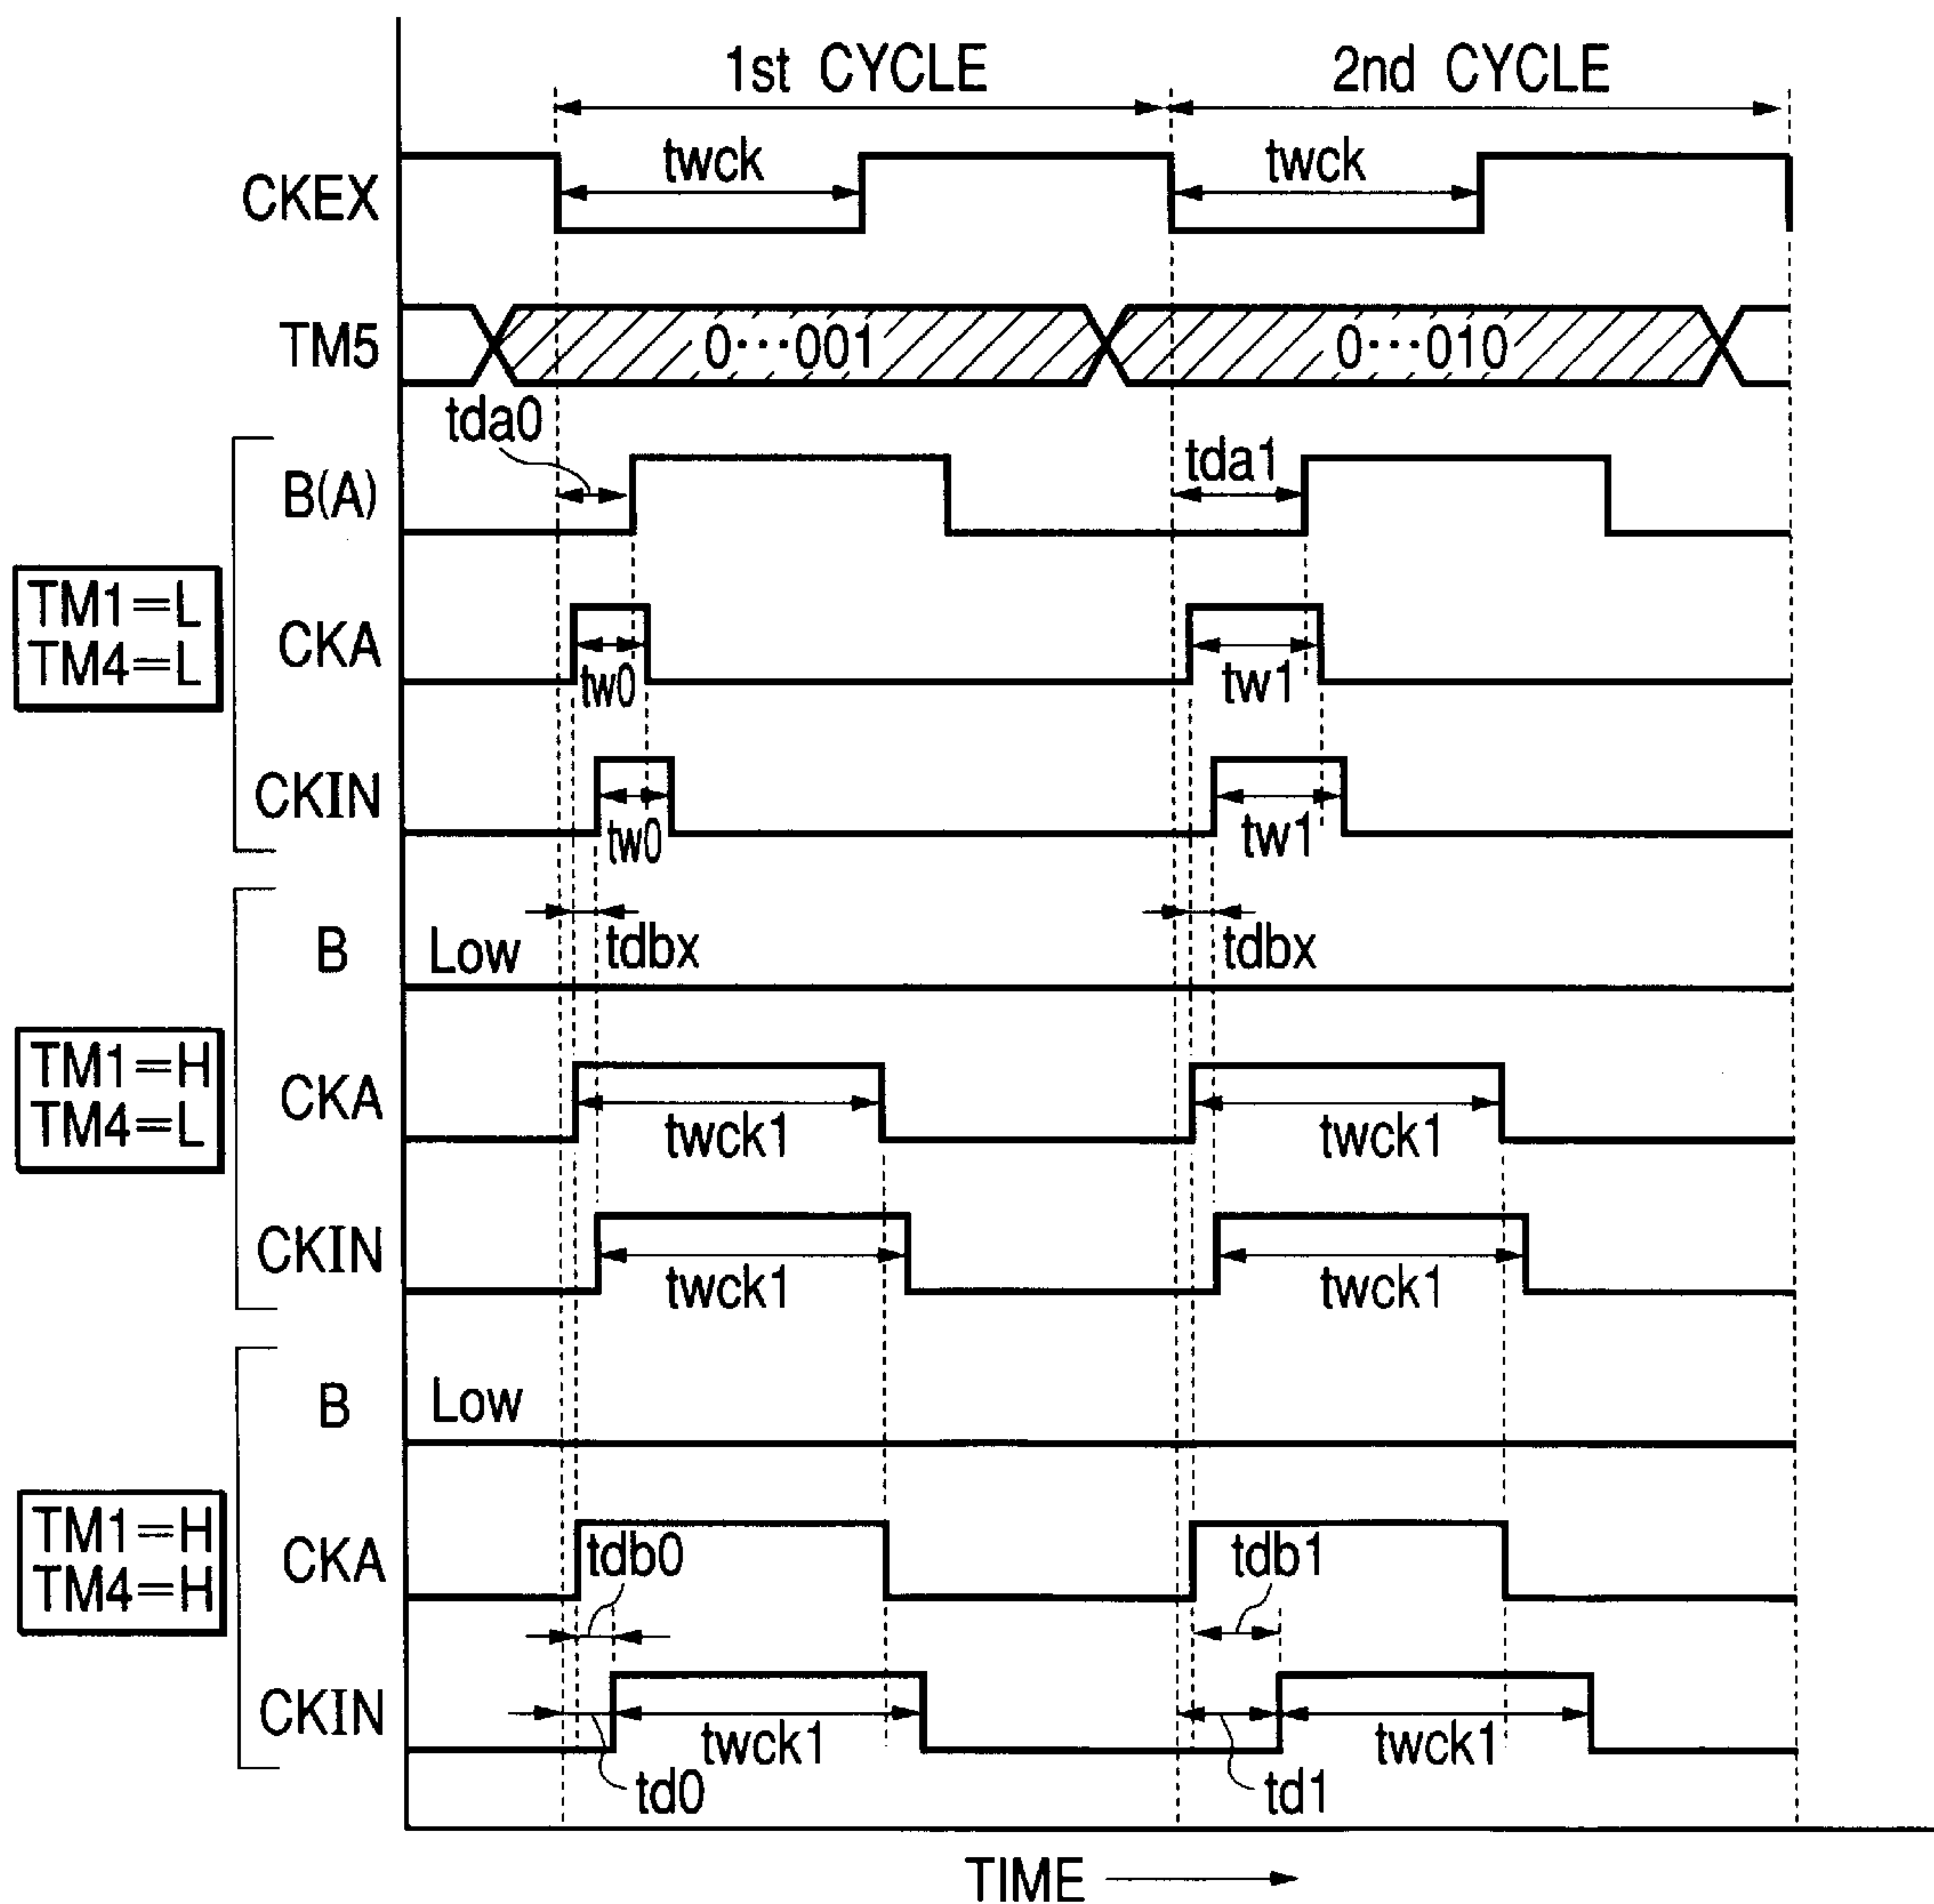 1st CYCLE 2nd CYCLE
CKEX twck twck
TM5 0···001 0···010
tda0
B(A) tda1
TM1=L
TM4=L
CKA tw0 tw1
CKIN tw0 tw1
B Low tdbx tdbx
TM1=H
TM4=L
CKA twck1 twck1
CKIN twck1 twck1
B Low
TM1=H
TM4=H
CKA tdb0 tdb1
CKIN twck1 twck1
td0 td1
TIME